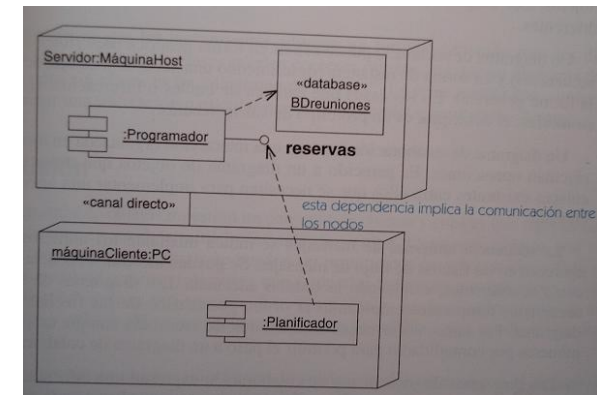 Servidor:MáquinaHost
«database»
BDreuniones
:Programador
reservas
«canal directo»
esta dependencia implica la comunicación entre
los nodos
máquinaCliente:PC
:Planificador